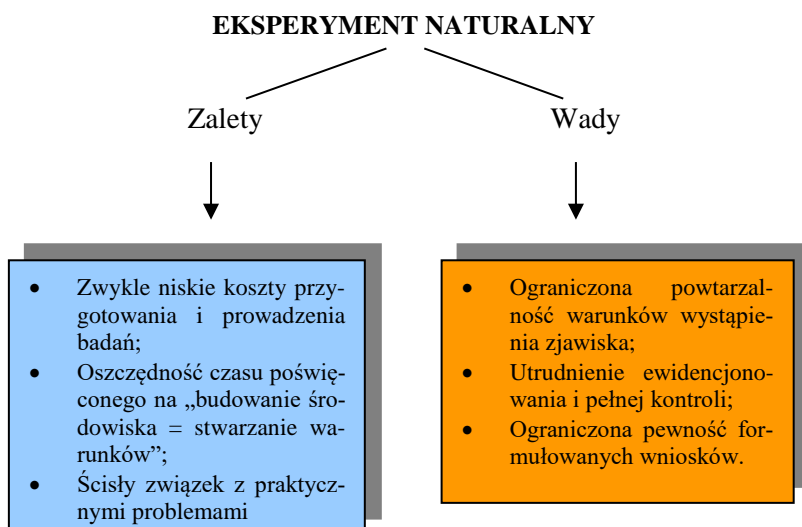 EKSPERYMENT NATURALNY
Zalety
Wady
• Zwykle niskie koszty przy-
gotowania i prowadzenia
badań;
• Oszczędność czasu poświę-
conego na „budowanie śro-
dowiska = stwarzanie wa-
runków”;
• Ścisły związek z praktycz-
nymi problemami
• Ograniczona powtarzal-
ność warunków wystąpie-
nia zjawiska;
• Utrudnienie ewidencjono-
wania i pełnej kontroli;
• Ograniczona pewność for-
mułowanych wniosków.